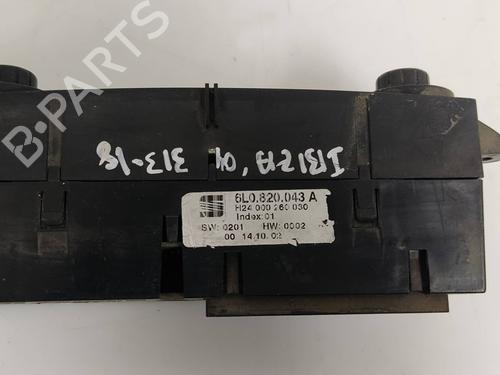 B-PARTS
IBIZA '04 313-18
6L0.820.043 A
H24 000 260 030
Index:01
SW: 0201 HW: 0002
00 14.10.02